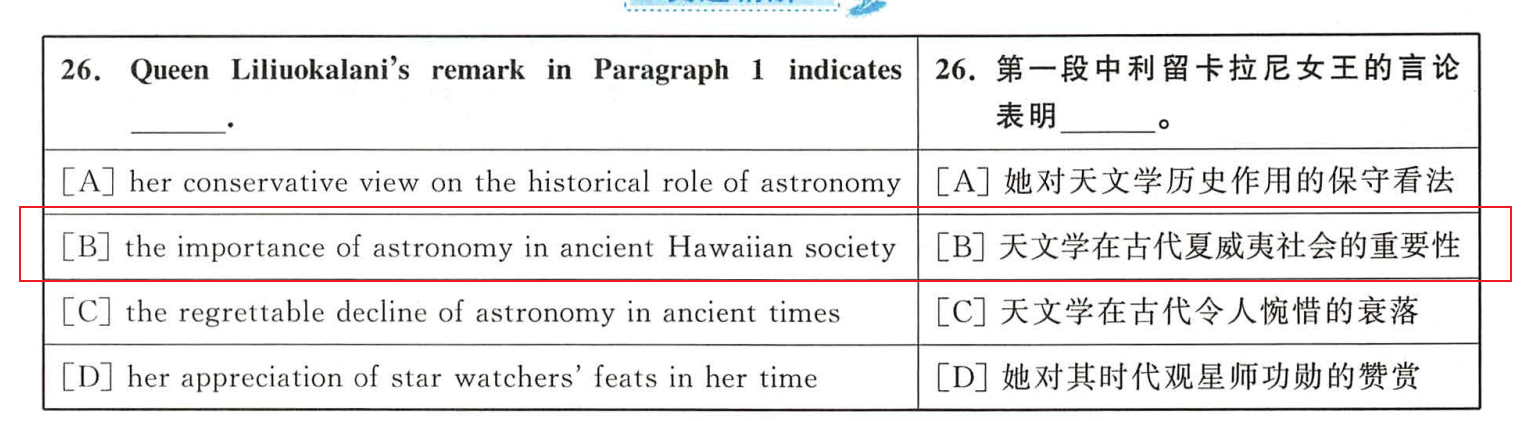 26. Queen Liliuokalani's remark in Paragraph 1 indicates
______.
26. 第一段中利留卡拉尼女王的言论
表明______。
[A] her conservative view on the historical role of astronomy
[A] 她对天文学历史作用的保守看法
[B] the importance of astronomy in ancient Hawaiian society
[B] 天文学在古代夏威夷社会的重要性
[C] the regrettable decline of astronomy in ancient times
[C] 天文学在古代令人惋惜的衰落
[D] her appreciation of star watchers' feats in her time
[D] 她对其时代观星师功勋的赞赏